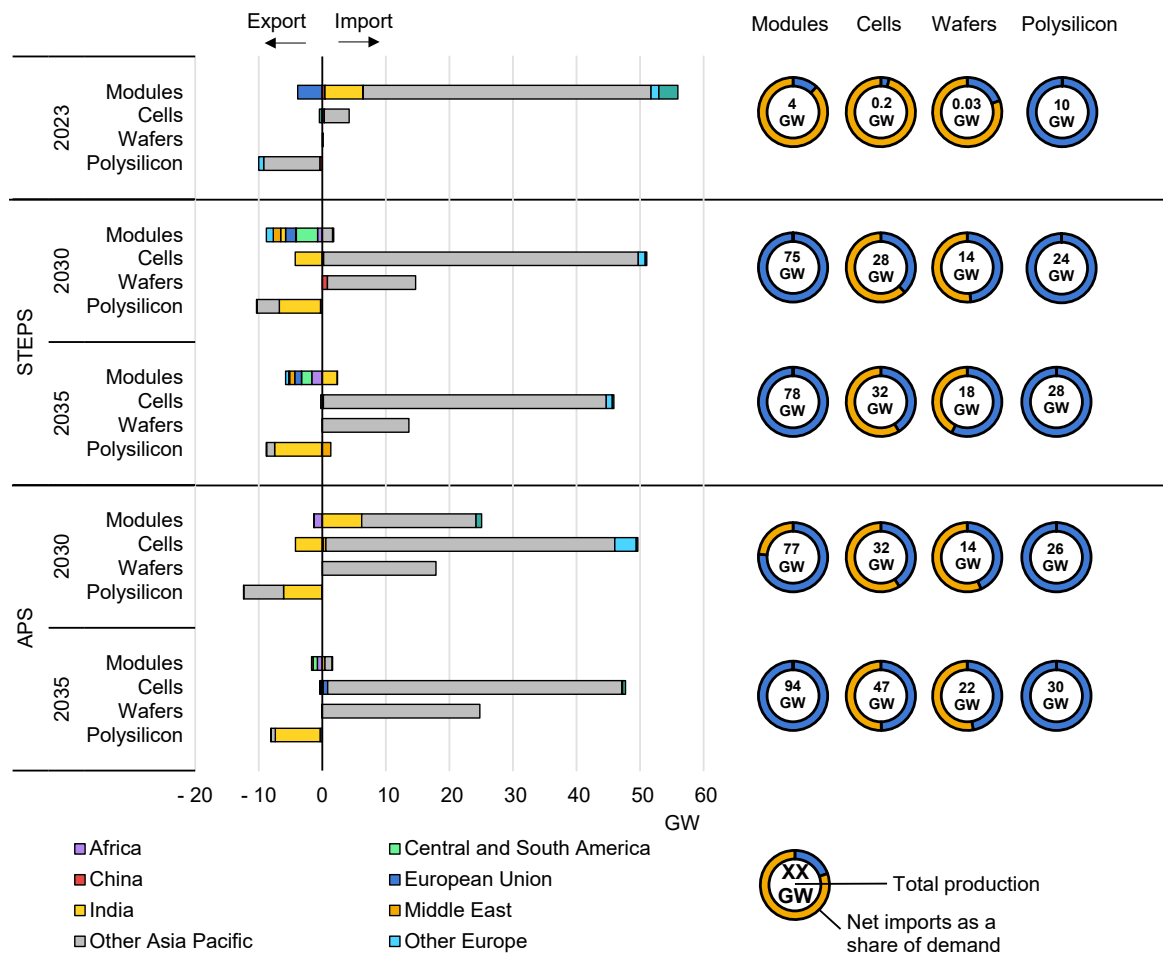 Export Import
Modules Cells Wafers Polysilicon
2023
Modules
Cells
Wafers
Polysilicon
4 GW
0.2 GW
0.03 GW
10 GW
STEPS
2030
Modules
Cells
Wafers
Polysilicon
75 GW
28 GW
14 GW
24 GW
2035
Modules
Cells
Wafers
Polysilicon
78 GW
32 GW
18 GW
28 GW
APS
2030
Modules
Cells
Wafers
Polysilicon
77 GW
32 GW
14 GW
26 GW
2035
Modules
Cells
Wafers
Polysilicon
94 GW
47 GW
22 GW
30 GW
- 20 - 10 0 10 20 30 40 50 60
GW
Africa
China
India
Other Asia Pacific
Central and South America
European Union
Middle East
Other Europe
XX
GW
Total production
Net imports as a
share of demand